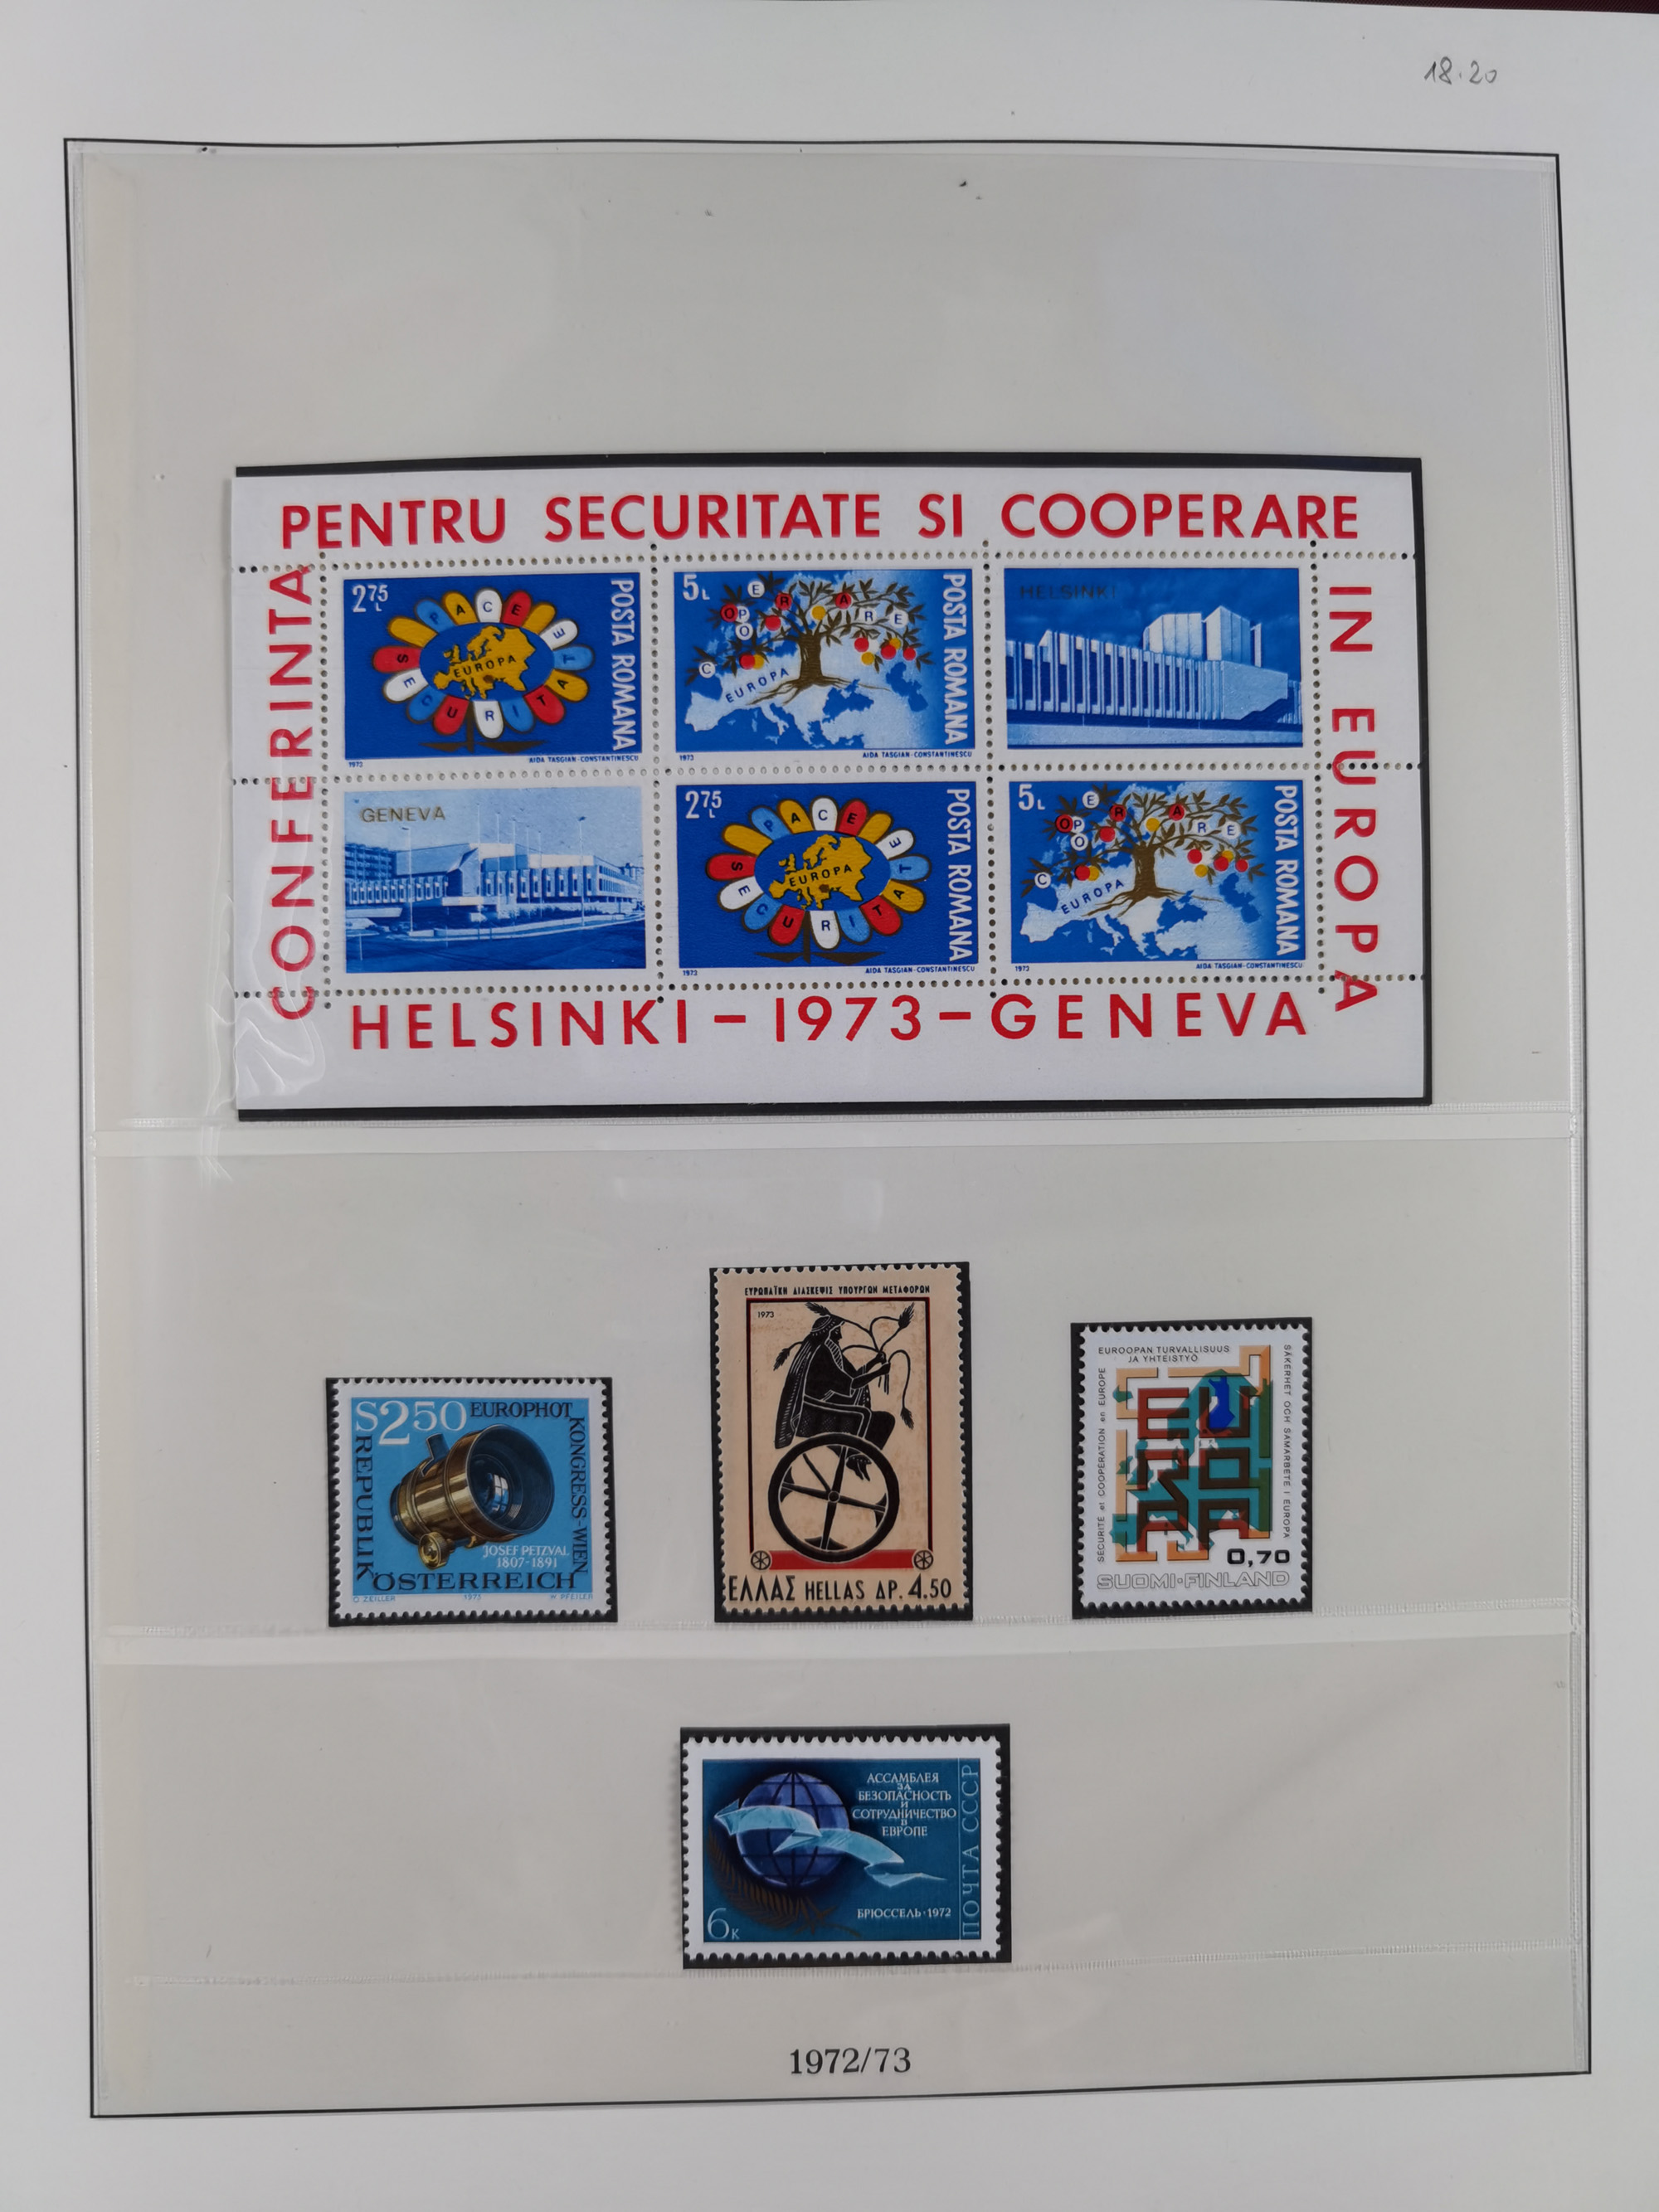 18.20
PENTRU SECURITATE SI COOPERARE
CONFERINTA
IN EUROPA
2 75 L
POSTA ROMANA
PACE
SECURITATE
EUROPA
1973
AIDA TASGIAN-CONSTANTINESCU
5 L
POSTA ROMANA
COOPERARE
EUROPA
1973
AIDA TASGIAN-CONSTANTINESCU
HELSINKI
GENEVA
2 75 L
POSTA ROMANA
PACE
SECURITATE
EUROPA
1973
AIDA TASGIAN-CONSTANTINESCU
5 L
POSTA ROMANA
COOPERARE
EUROPA
1973
AIDA TASGIAN-CONSTANTINESCU
HELSINKI – 1973 – GENEVA
S2 50 EUROPHOT
KONGRESS-WIEN
REPUBLIK
JOSEF PETZVAL
1807-1891
ÖSTERREICH
O. ZEILLER 1973 W. PFEILER
ΕΥΡΩΠΑΪΚΗ ΔΙΑΣΚΕΨΙΣ ΥΠΟΥΡΓΩΝ ΜΕΤΑΦΟΡΩΝ
1973
ΕΛΛΑΣ HELLAS ΔΡ. 4.50
EUROOPAN TURVALLISUUS
JA YHTEISTYÖ
SÉCURITÉ et COOPÉRATION en EUROPE
SÄKERHET OCH SAMARBETE I EUROPA
0,70
SUOMI·FINLAND
АССАМБЛЕЯ
ЗА
БЕЗОПАСНОСТЬ
И
СОТРУДНИЧЕСТВО
В
ЕВРОПЕ
ПОЧТА СССР
БРЮССЕЛЬ·1972
6к
1972/73